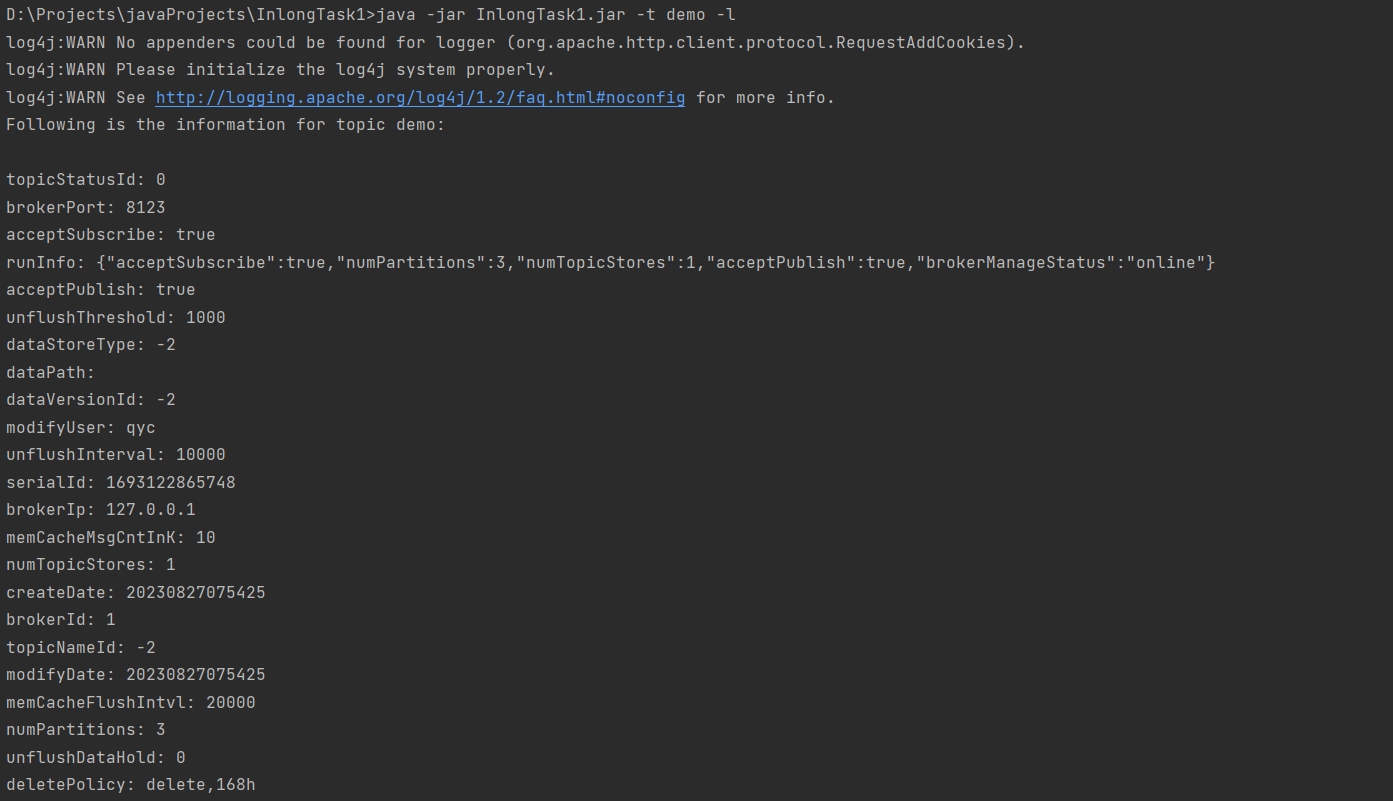 D:\Projects\javaProjects\InlongTask1>java -jar InlongTask1.jar -t demo -l
log4j:WARN No appenders could be found for logger (org.apache.http.client.protocol.RequestAddCookies).
log4j:WARN Please initialize the log4j system properly.
log4j:WARN See http://logging.apache.org/log4j/1.2/faq.html#noconfig for more info.
Following is the information for topic demo:

topicStatusId: 0
brokerPort: 8123
acceptSubscribe: true
runInfo: {"acceptSubscribe":true,"numPartitions":3,"numTopicStores":1,"acceptPublish":true,"brokerManageStatus":"online"}
acceptPublish: true
unflushThreshold: 1000
dataStoreType: -2
dataPath:
dataVersionId: -2
modifyUser: qyc
unflushInterval: 10000
serialId: 1693122865748
brokerIp: 127.0.0.1
memCacheMsgCntInK: 10
numTopicStores: 1
createDate: 20230827075425
brokerId: 1
topicNameId: -2
modifyDate: 20230827075425
memCacheFlushIntvl: 20000
numPartitions: 3
unflushDataHold: 0
deletePolicy: delete,168h